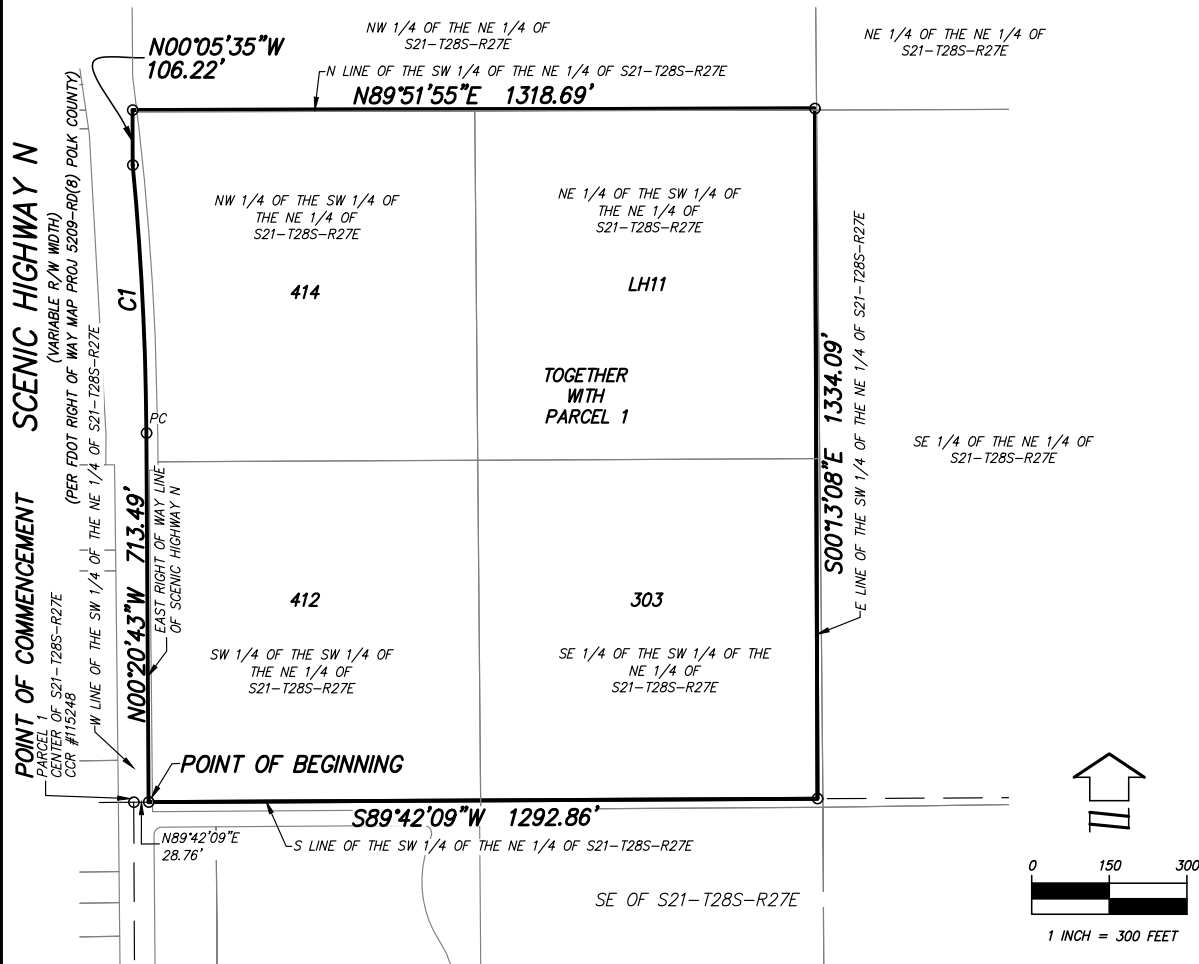 NW 1/4 OF THE NE 1/4 OF
S21-T28S-R27E
NE 1/4 OF THE NE 1/4 OF
S21-T28S-R27E
N00°05'35"W
106.22'
N LINE OF THE SW 1/4 OF THE NE 1/4 OF S21-T28S-R27E
N89°51'55"E 1318.69'
SCENIC HIGHWAY N
(VARIABLE R/W WIDTH)
(PER FDOT RIGHT OF WAY MAP PROJ 5209-RD(8) POLK COUNTY)
W LINE OF THE SW 1/4 OF THE NE 1/4 OF S21-T28S-R27E
C1
NW 1/4 OF THE SW 1/4 OF
THE NE 1/4 OF
S21-T28S-R27E
414
NE 1/4 OF THE SW 1/4 OF
THE NE 1/4 OF
S21-T28S-R27E
LH11
TOGETHER
WITH
PARCEL 1
PC
S00°13'08"E 1334.09'
E LINE OF THE SW 1/4 OF THE NE 1/4 OF S21-T28S-R27E
SE 1/4 OF THE NE 1/4 OF
S21-T28S-R27E
POINT OF COMMENCEMENT
PARCEL 1
CENTER OF S21-T28S-R27E
CCR #115248
N00°20'43"W 713.49'
EAST RIGHT OF WAY LINE
OF SCENIC HIGHWAY N
412
SW 1/4 OF THE SW 1/4 OF
THE NE 1/4 OF
S21-T28S-R27E
303
SE 1/4 OF THE SW 1/4 OF THE
NE 1/4 OF
S21-T28S-R27E
POINT OF BEGINNING
S89°42'09"W 1292.86'
N89°42'09"E
28.76'
S LINE OF THE SW 1/4 OF THE NE 1/4 OF S21-T28S-R27E
SE OF S21-T28S-R27E
N
0 150 300
1 INCH = 300 FEET